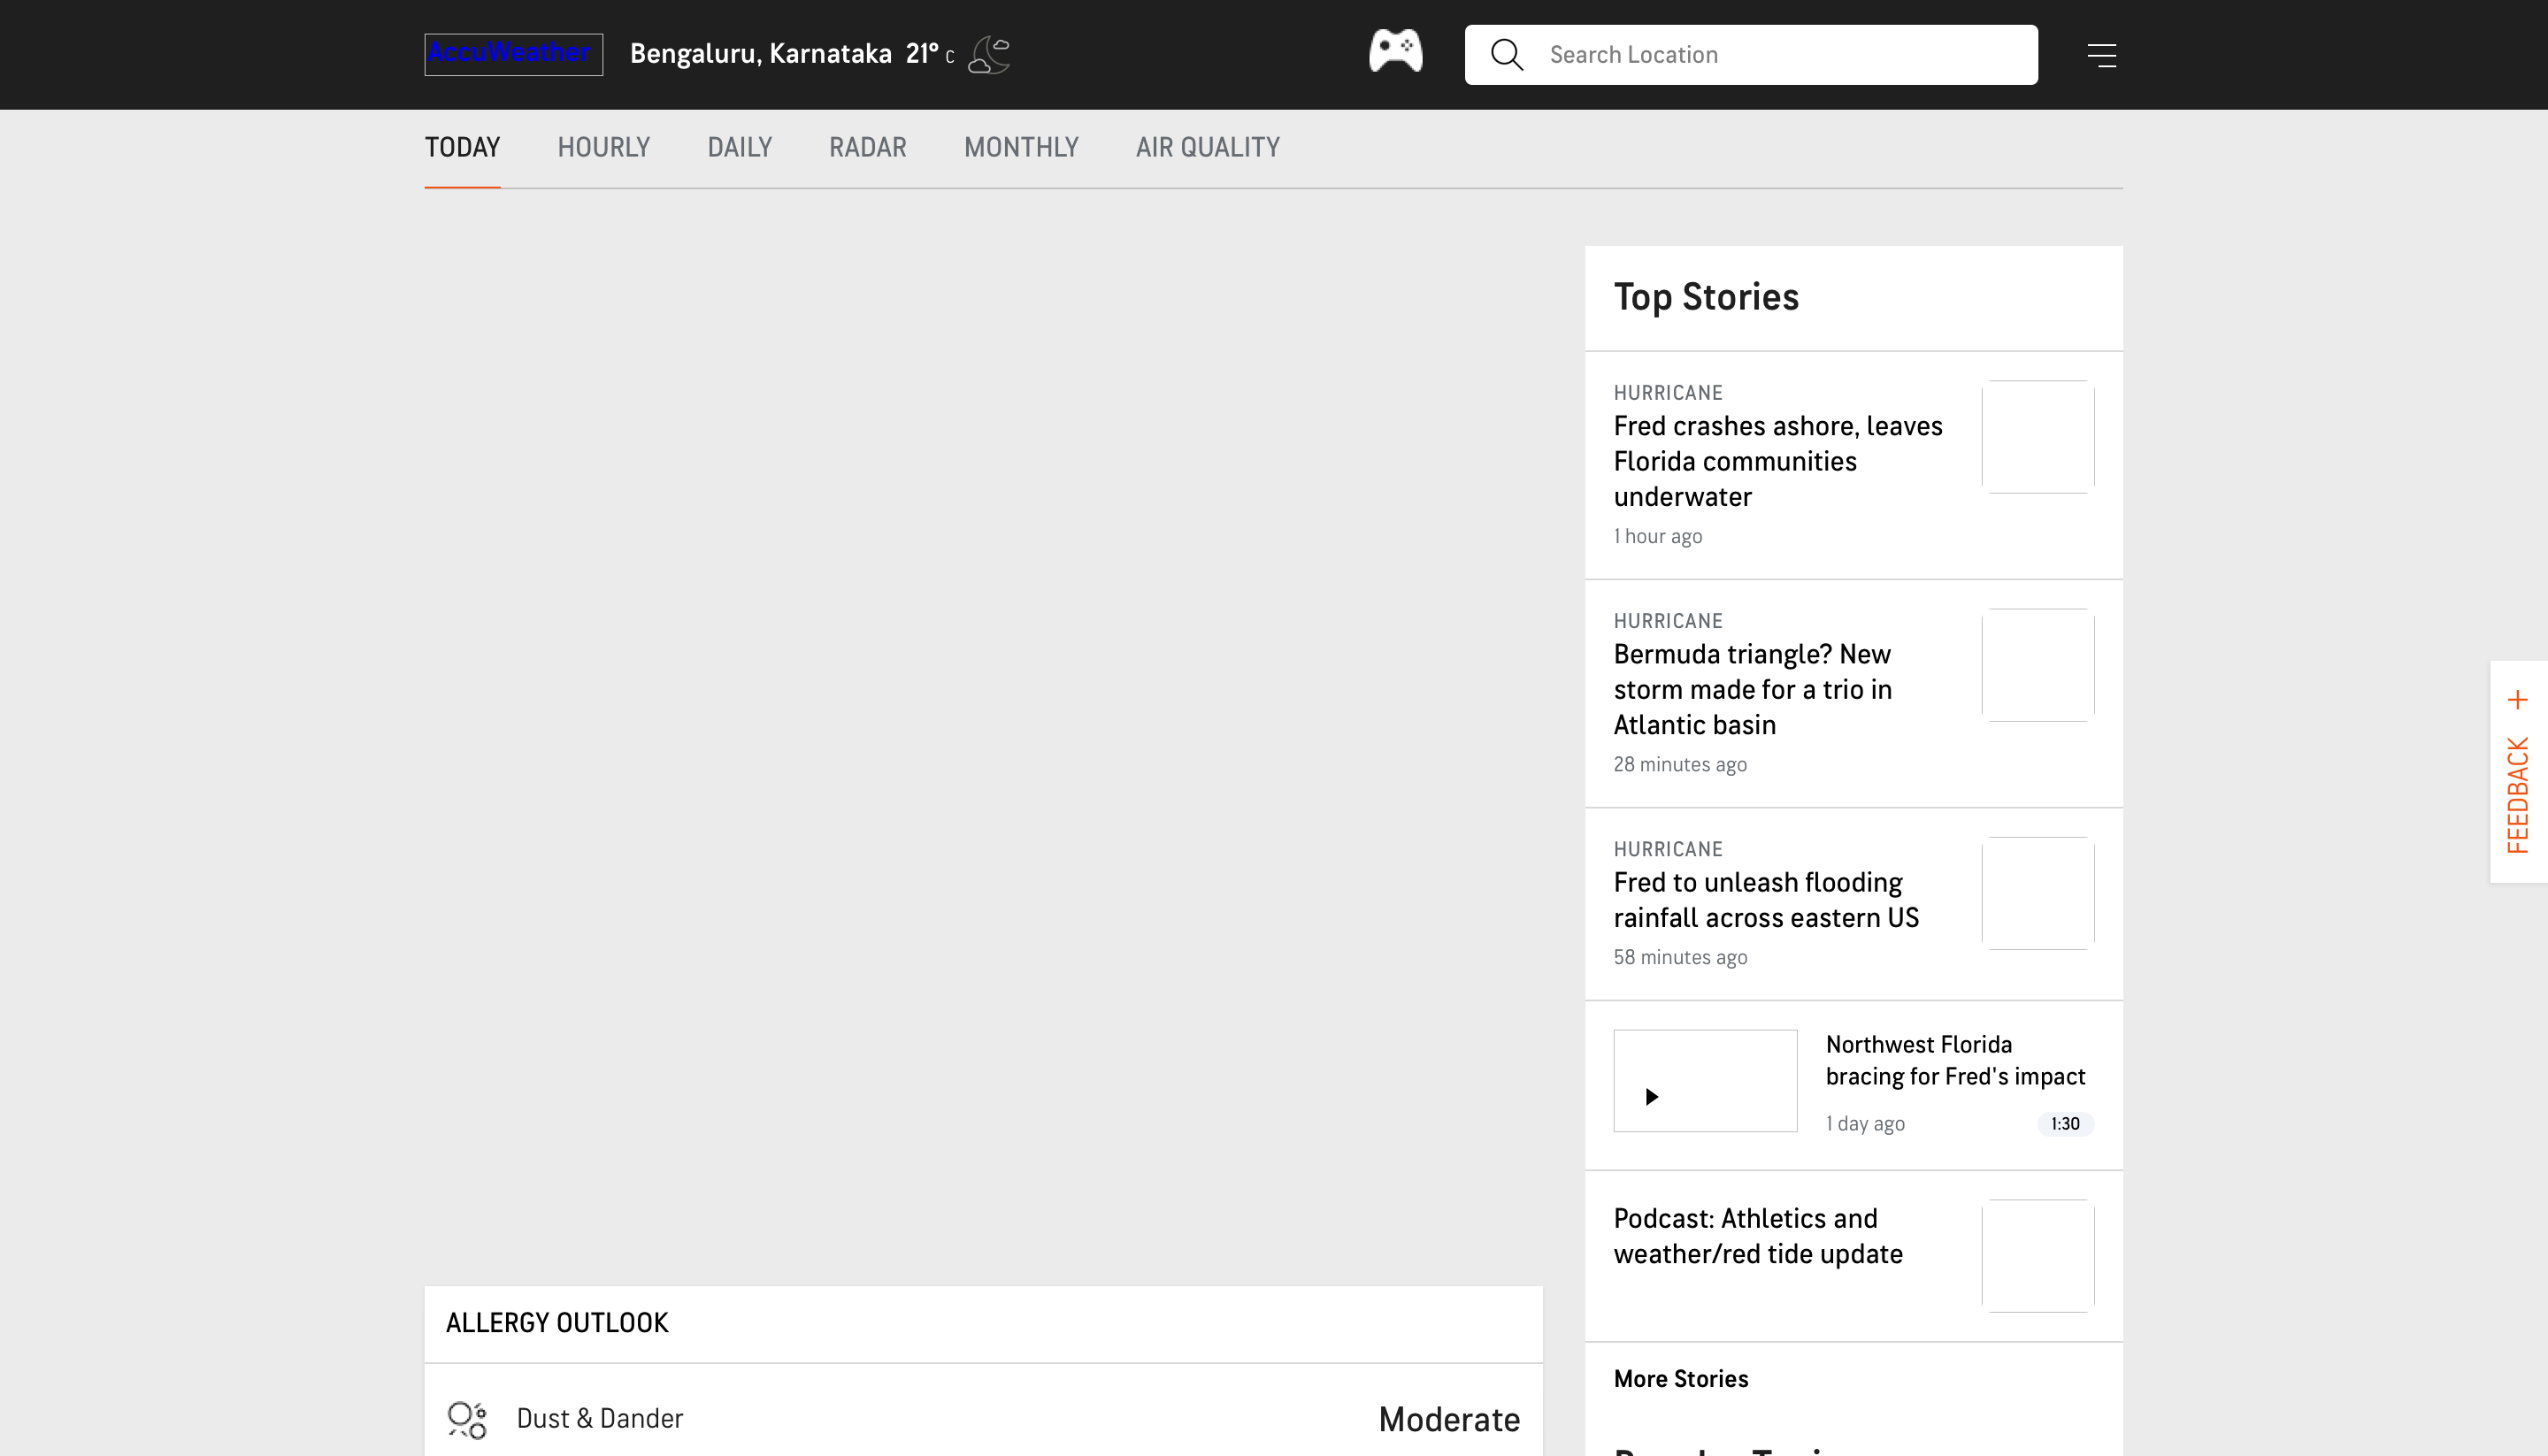 AccuWeather
Bengaluru, Karnataka 21° C
Search Location
TODAY HOURLY DAILY RADAR MONTHLY AIR QUALITY
Top Stories
HURRICANE
Fred crashes ashore, leaves
Florida communities
underwater
1 hour ago
HURRICANE
Bermuda triangle? New
storm made for a trio in
Atlantic basin
28 minutes ago
HURRICANE
Fred to unleash flooding
rainfall across eastern US
58 minutes ago
Northwest Florida
bracing for Fred's impact
1 day ago 1:30
Podcast: Athletics and
weather/red tide update
More Stories
FEEDBACK +
ALLERGY OUTLOOK
Dust & Dander Moderate